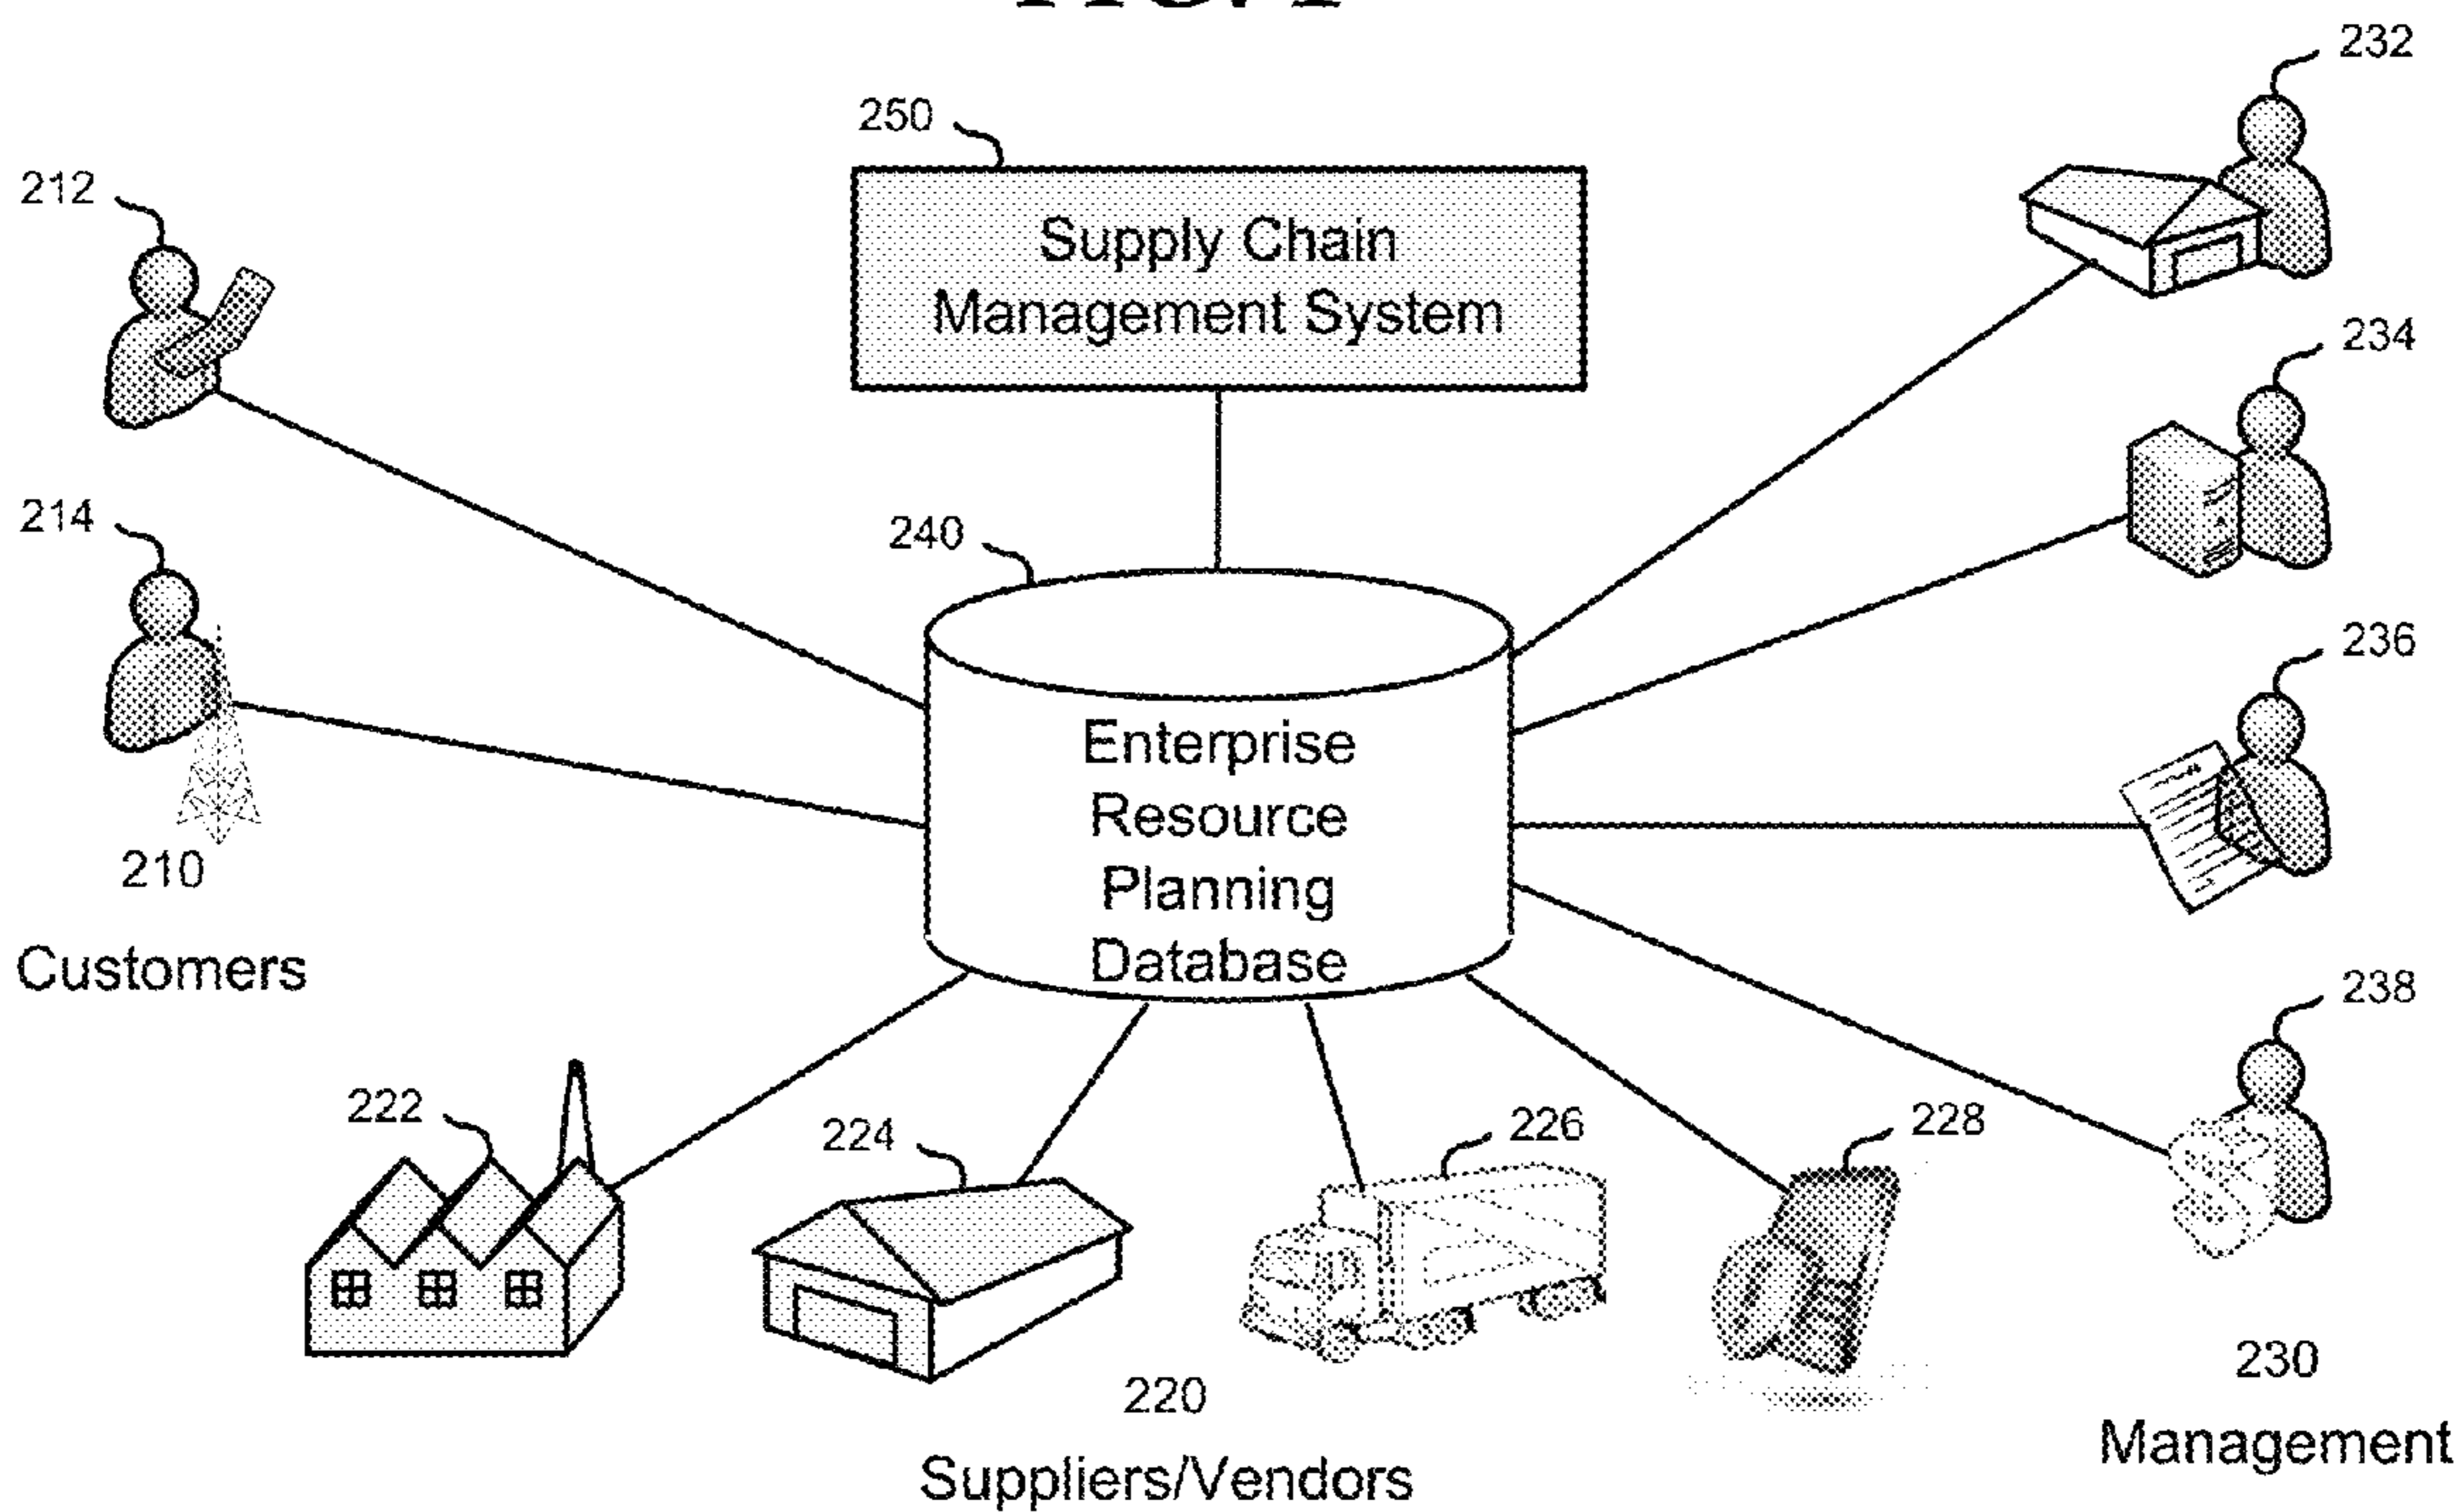 250
232
212
Supply Chain
Management System
234
214
240
236
Enterprise
Resource
Planning
Database
210
Customers
238
222
224
226
228
220
230
Suppliers/Vendors
Management